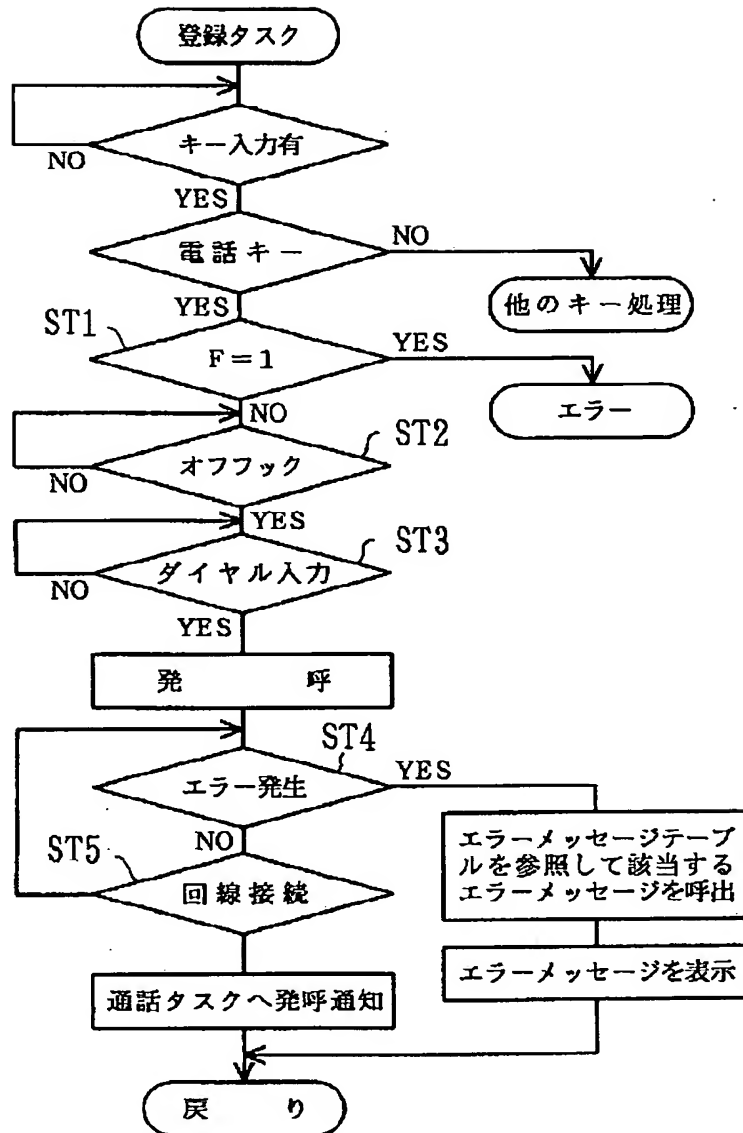 登録タスク
キー入力有
NO
YES
電話キー
NO
他のキー処理
YES
ST1
F=1
YES
エラー
NO
ST2
オフフック
NO
YES
ST3
ダイヤル入力
NO
YES
発 呼
ST4
エラー発生
YES
エラーメッセージテーブ
ルを参照して該当する
エラーメッセージを呼出
NO
ST5
回線接続
エラーメッセージを表示
通話タスクへ発呼通知
戻 り